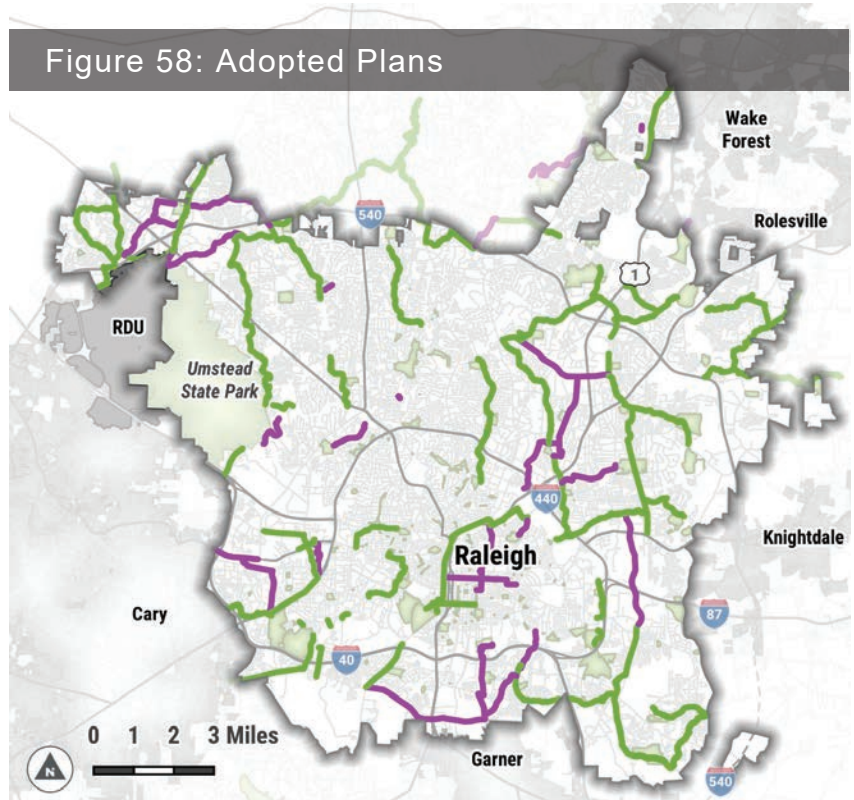 Figure 58: Adopted Plans
Wake
Forest
540
Rolesville
1
RDU
Umstead
State Park
440
Raleigh
Knightdale
87
Cary
40
0 1 2 3 Miles
N
Garner
540